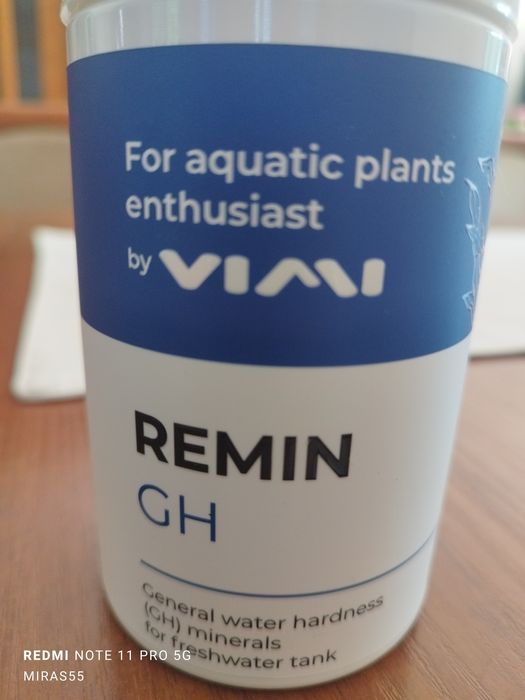 For aquatic plants
enthusiast
by VIMI
REMIN
GH
General water hardness
(GH) minerals
for freshwater tank
REDMI NOTE 11 PRO 5G
MIRAS55